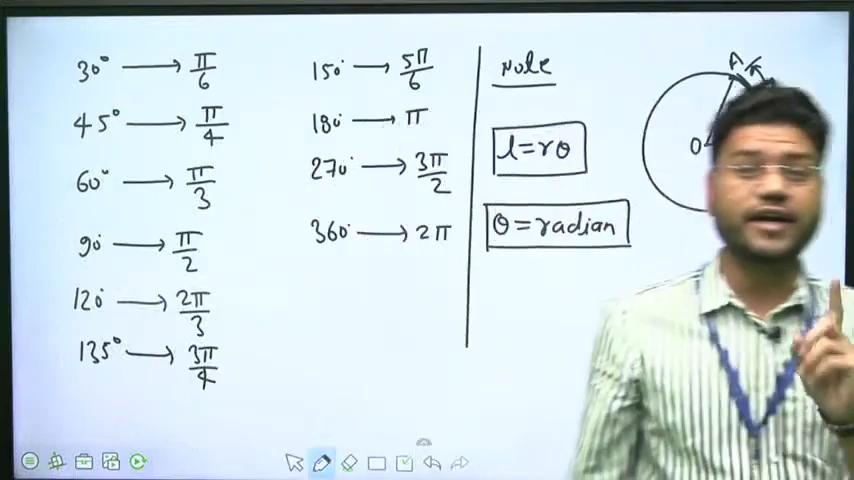 30° → π/6
45° → π/4
60° → π/3
90° → π/2
120° → 2π/3
135° → 3π/4
150° → 5π/6
180° → π
270° → 3π/2
360° → 2π
Note
l=rθ
θ=radian
A
O